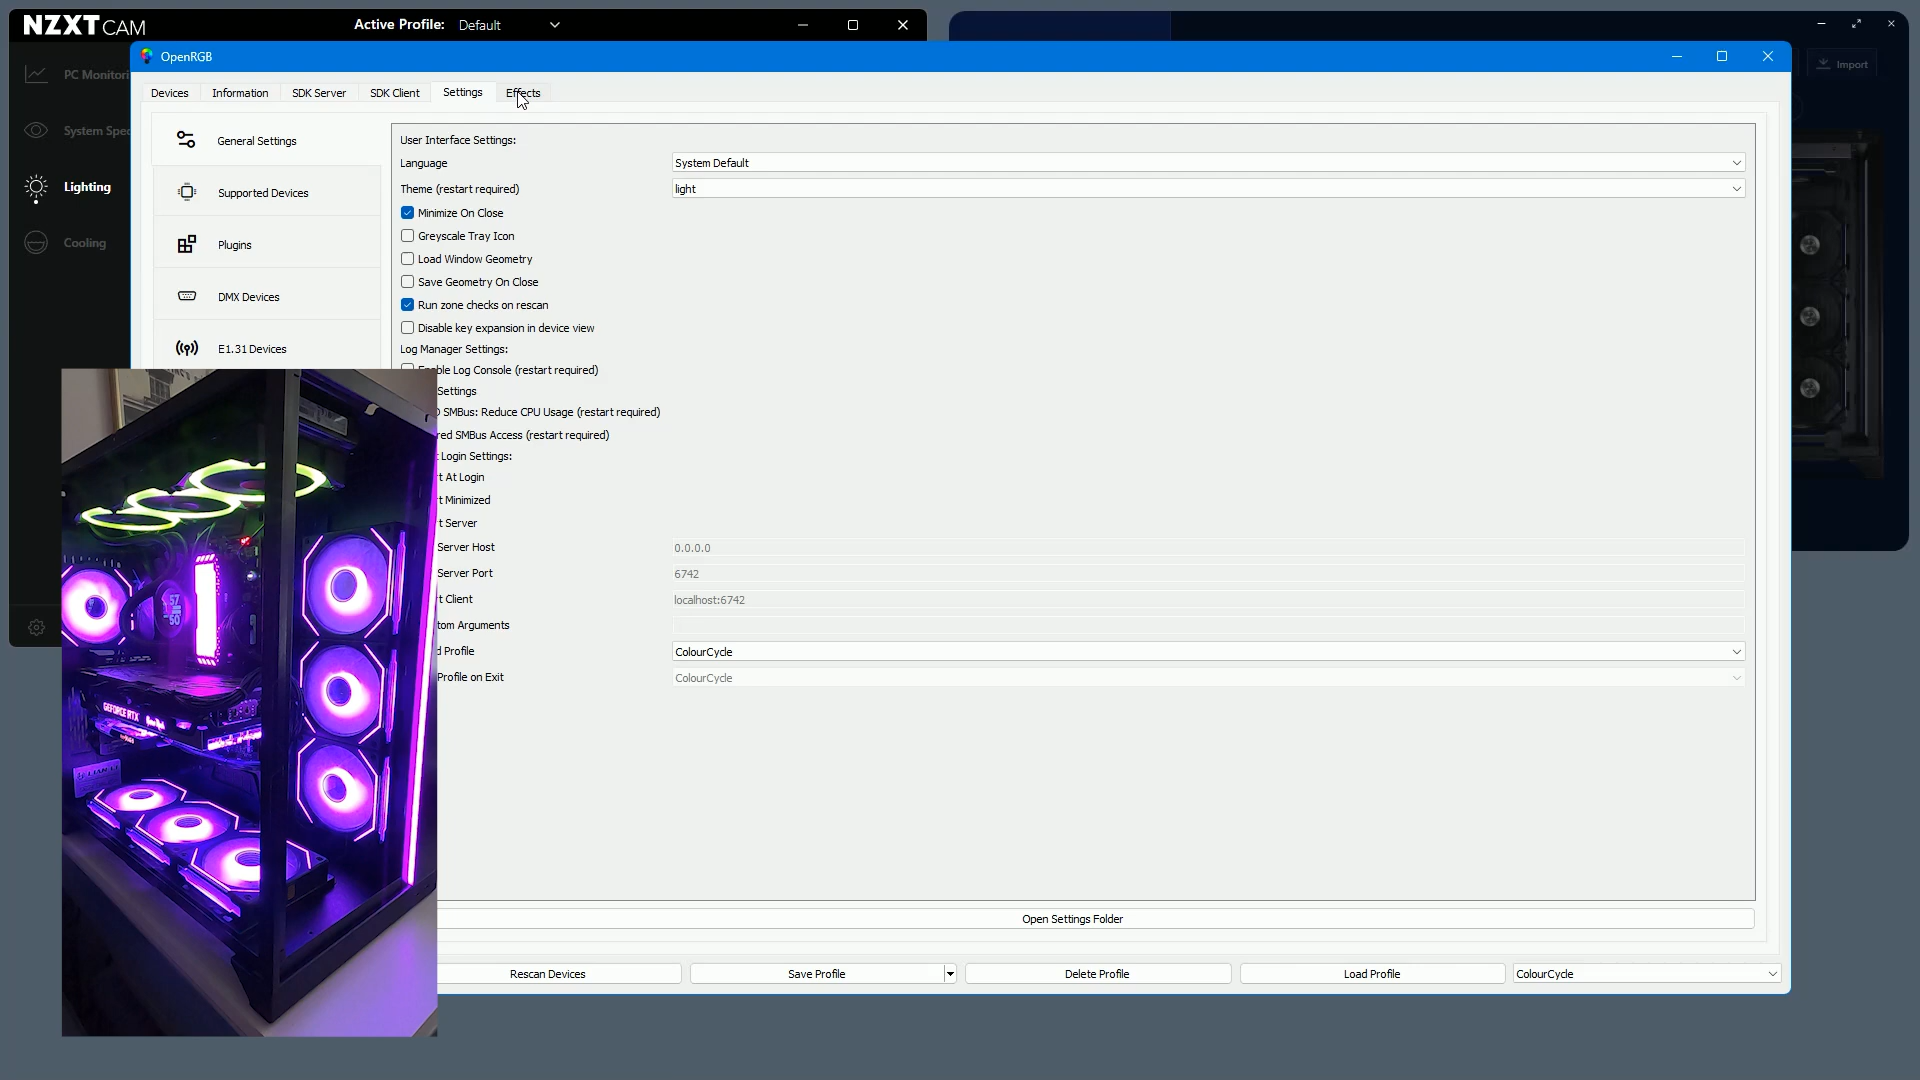 NZXT CAM
Active Profile: Default
PC Monitori
System Spec
Lighting
Cooling
Import
OpenRGB
Devices
Information
SDK Server
SDK Client
Settings
Effects
General Settings
Supported Devices
Plugins
DMX Devices
E1.31 Devices
User Interface Settings:
Language
System Default
Theme (restart required)
light
Minimize On Close
Greyscale Tray Icon
Load Window Geometry
Save Geometry On Close
Run zone checks on rescan
Disable key expansion in device view
Log Manager Settings:
Enable Log Console (restart required)
Settings
SMBus: Reduce CPU Usage (restart required)
red SMBus Access (restart required)
Login Settings:
t At Login
t Minimized
t Server
Server Host
0.0.0.0
Server Port
6742
t Client
localhost:6742
tom Arguments
d Profile
ColourCycle
Profile on Exit
ColourCycle
Open Settings Folder
Rescan Devices
Save Profile
Delete Profile
Load Profile
ColourCycle
57
50
GEFORCE RTX
LIAN LI